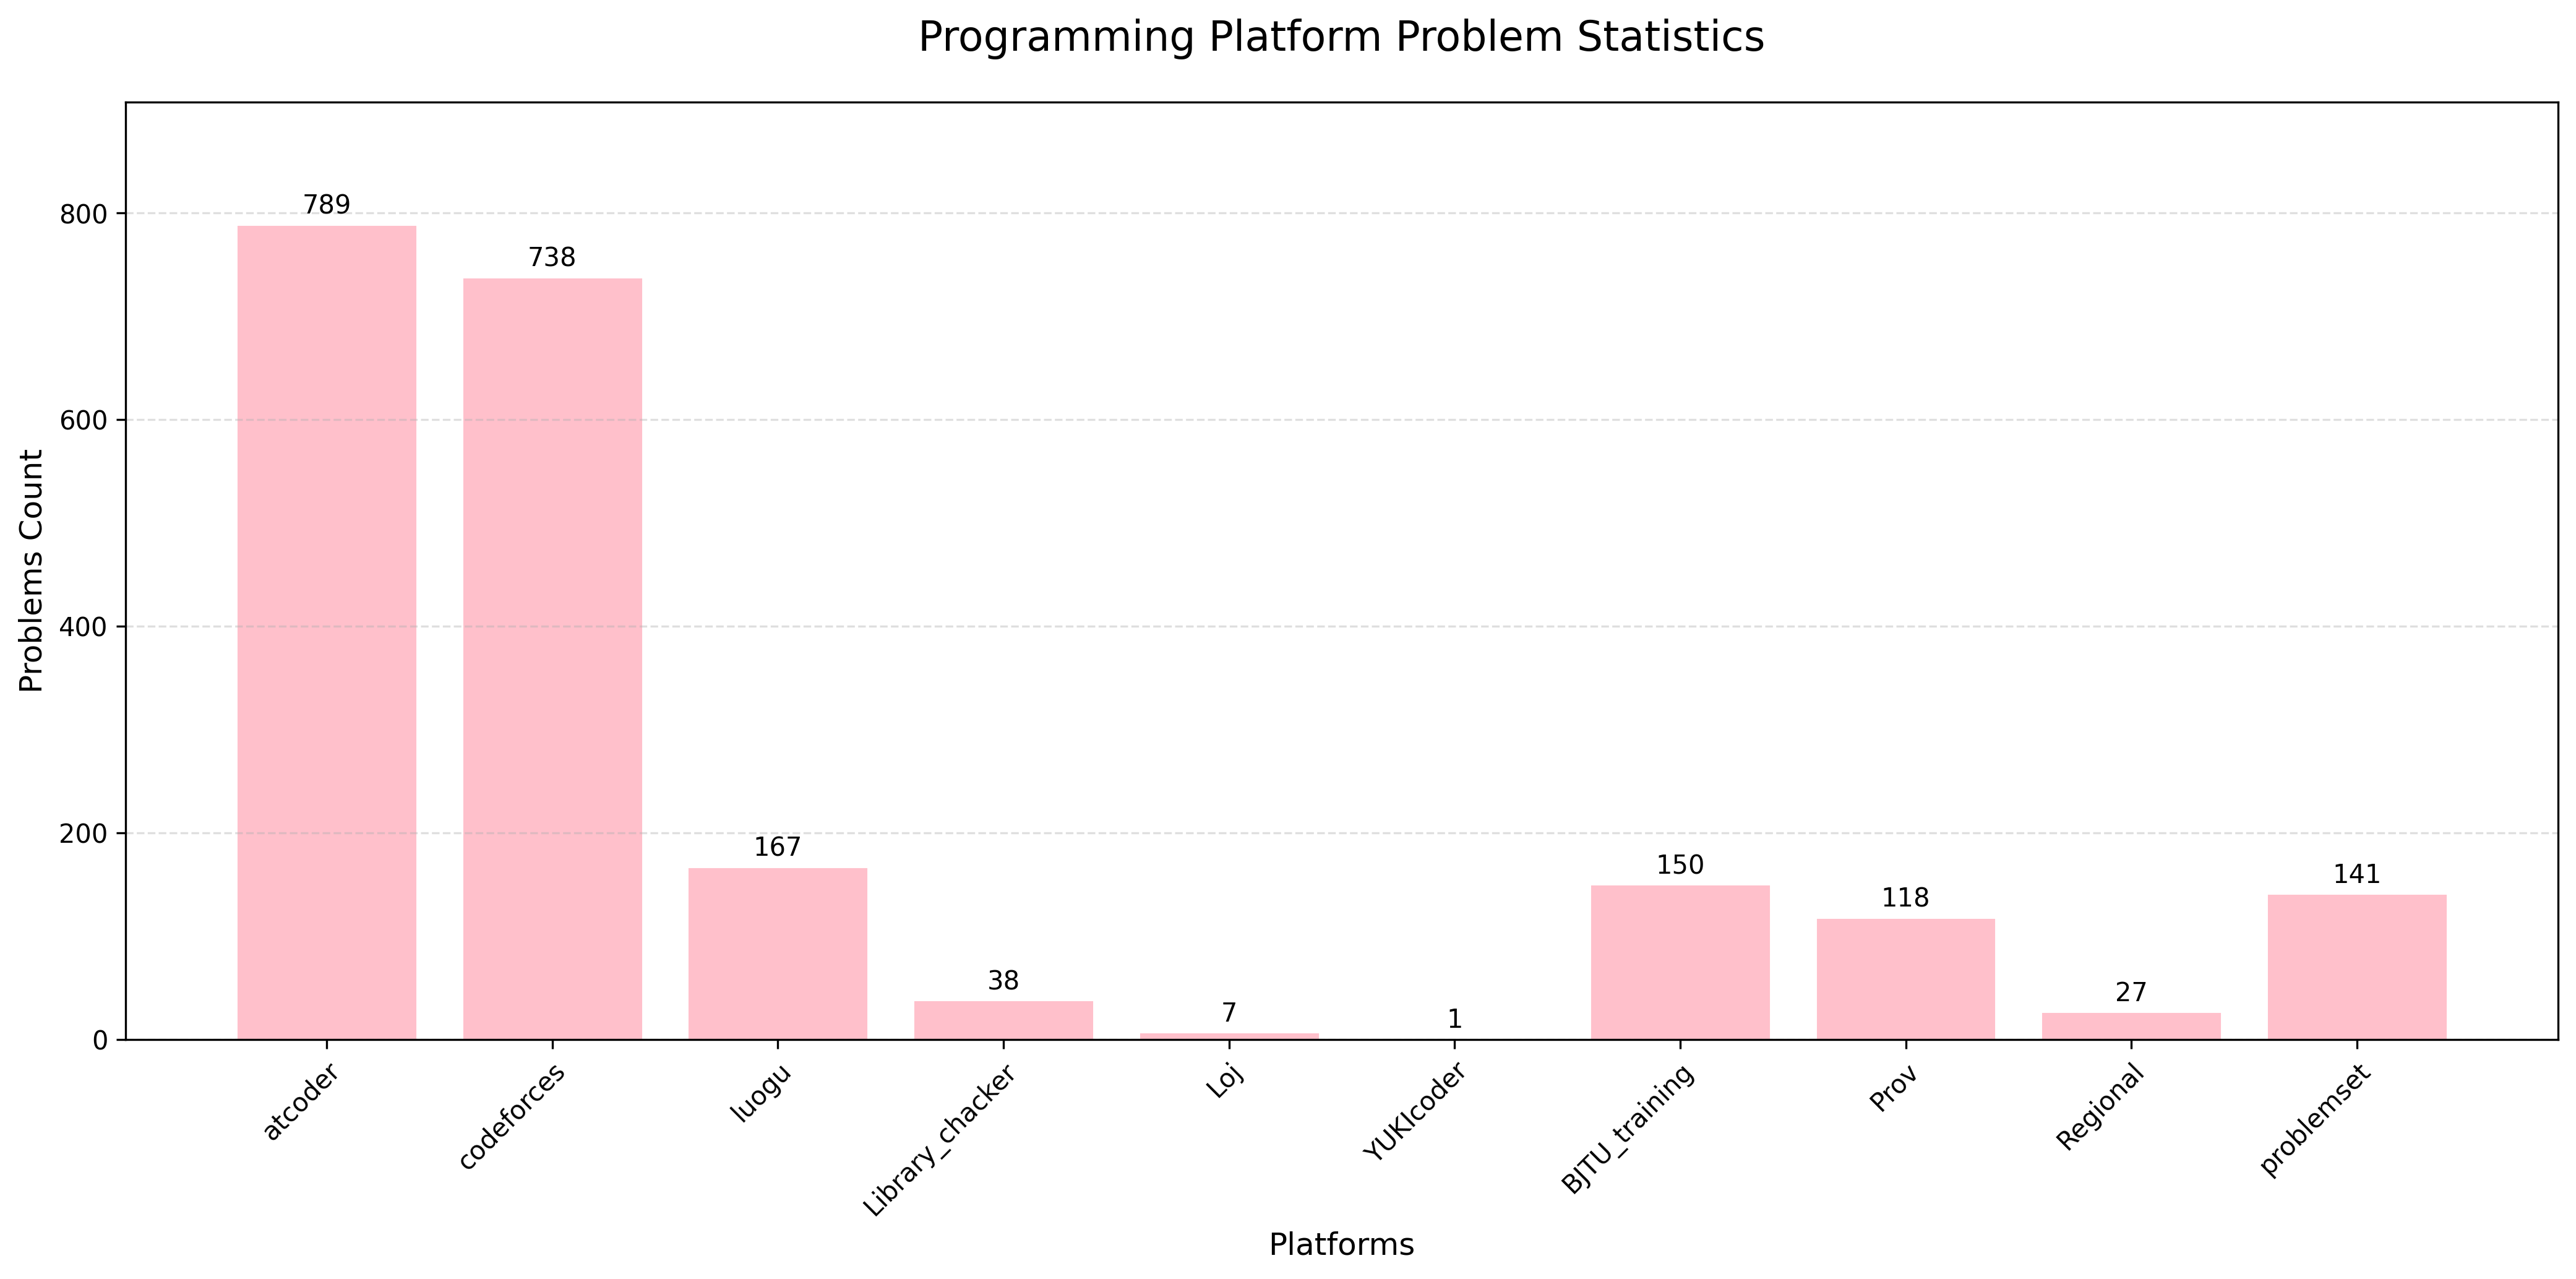 Programming Platform Problem Statistics
Problems Count
800
600
400
200
0
789
738
167
38
7
1
150
118
27
141
atcoder
codeforces
luogu
Library_chacker
Loj
YUKIcoder
BJTU_training
Prov
Regional
problemset
Platforms